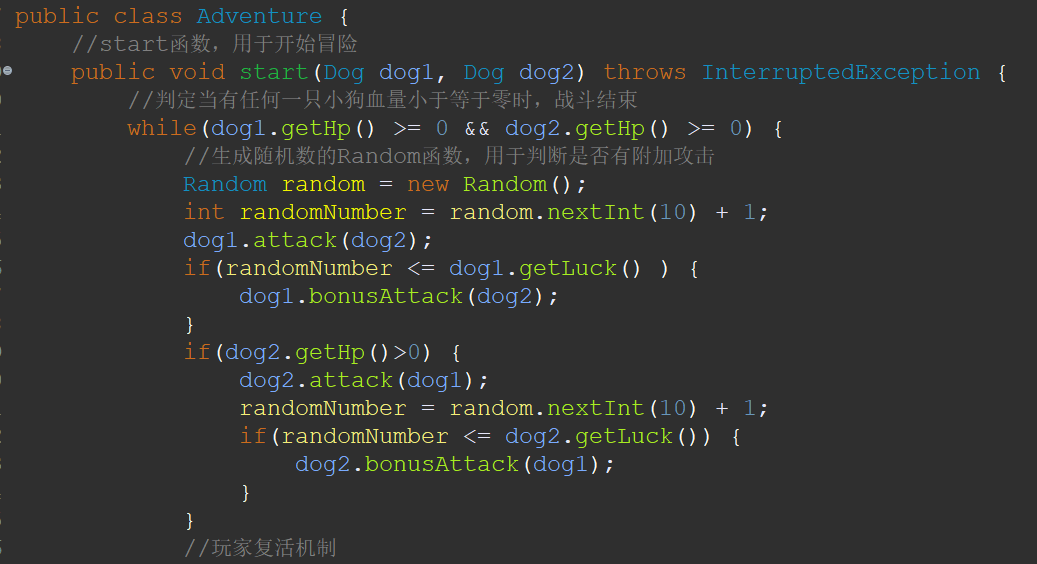 public class Adventure {
//start函数，用于开始冒险
public void start(Dog dog1, Dog dog2) throws InterruptedException {
//判定当有任何一只小狗血量小于等于零时，战斗结束
while(dog1.getHp() >= 0 && dog2.getHp() >= 0) {
//生成随机数的Random函数，用于判断是否有附加攻击
Random random = new Random();
int randomNumber = random.nextInt(10) + 1;
dog1.attack(dog2);
if(randomNumber <= dog1.getLuck() ) {
dog1.bonusAttack(dog2);
}
if(dog2.getHp()>0) {
dog2.attack(dog1);
randomNumber = random.nextInt(10) + 1;
if(randomNumber <= dog2.getLuck()) {
dog2.bonusAttack(dog1);
}
}
//玩家复活机制